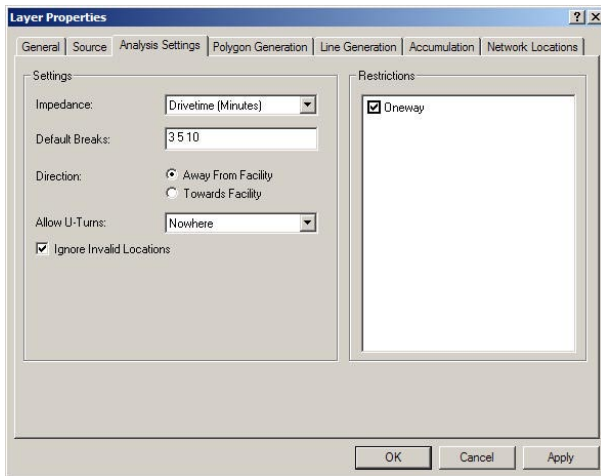 Layer Properties
General Source Analysis Settings Polygon Generation Line Generation Accumulation Network Locations
Settings
Impedance: Drivetime (Minutes)
Default Breaks: 3 5 10
Direction: Away From Facility
Towards Facility
Allow U-Turns: Nowhere
Ignore Invalid Locations
Restrictions
Oneway
OK Cancel Apply